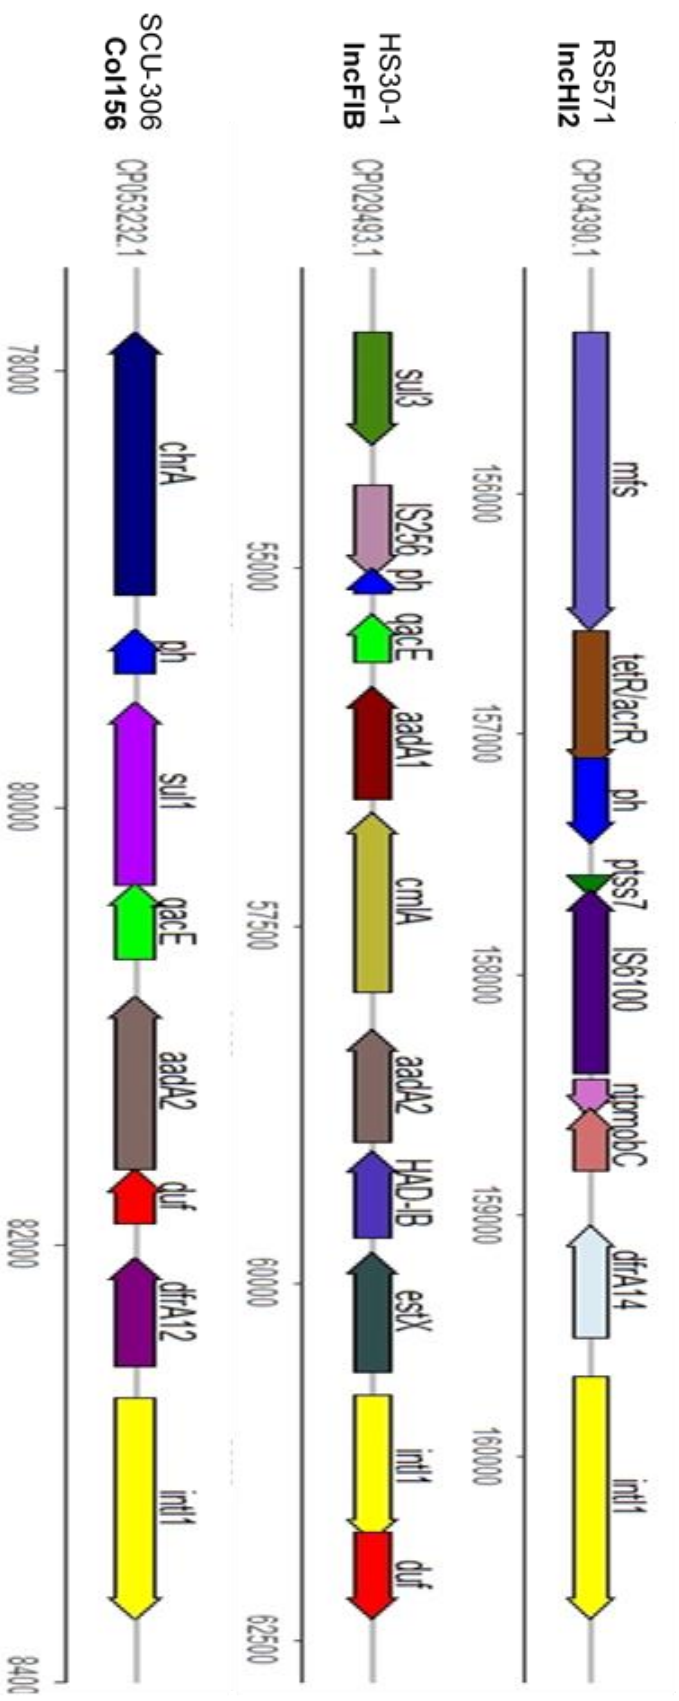 RS571
IncHI2
CP034390.1
mfs
tetR/acrR
ph
ptss7
IS6100
ntpmobC
dfrA14
intI1
156000
157000
158000
159000
160000
HS30-1
IncFIB
CP029493.1
sul3
IS256
ph
qacE
aadA1
cmlA
aadA2
HAD-IB
estX
intI1
duf
55000
57500
60000
62500
SCU-306
Col156
CP053232.1
chrA
ph
sul1
qacE
aadA2
duf
dfrA12
intI1
78000
80000
82000
8400